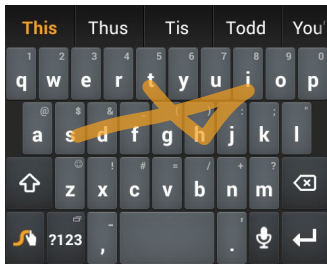 This Thus Tis Todd You'
1 2 3 4 5 6 7 8 9 0
q w e r t y u i o p
@ $ & _ ( ) : ; "
a s d f g h j k l
! # = / + ?
z x c v b n m
?123 , _ . '